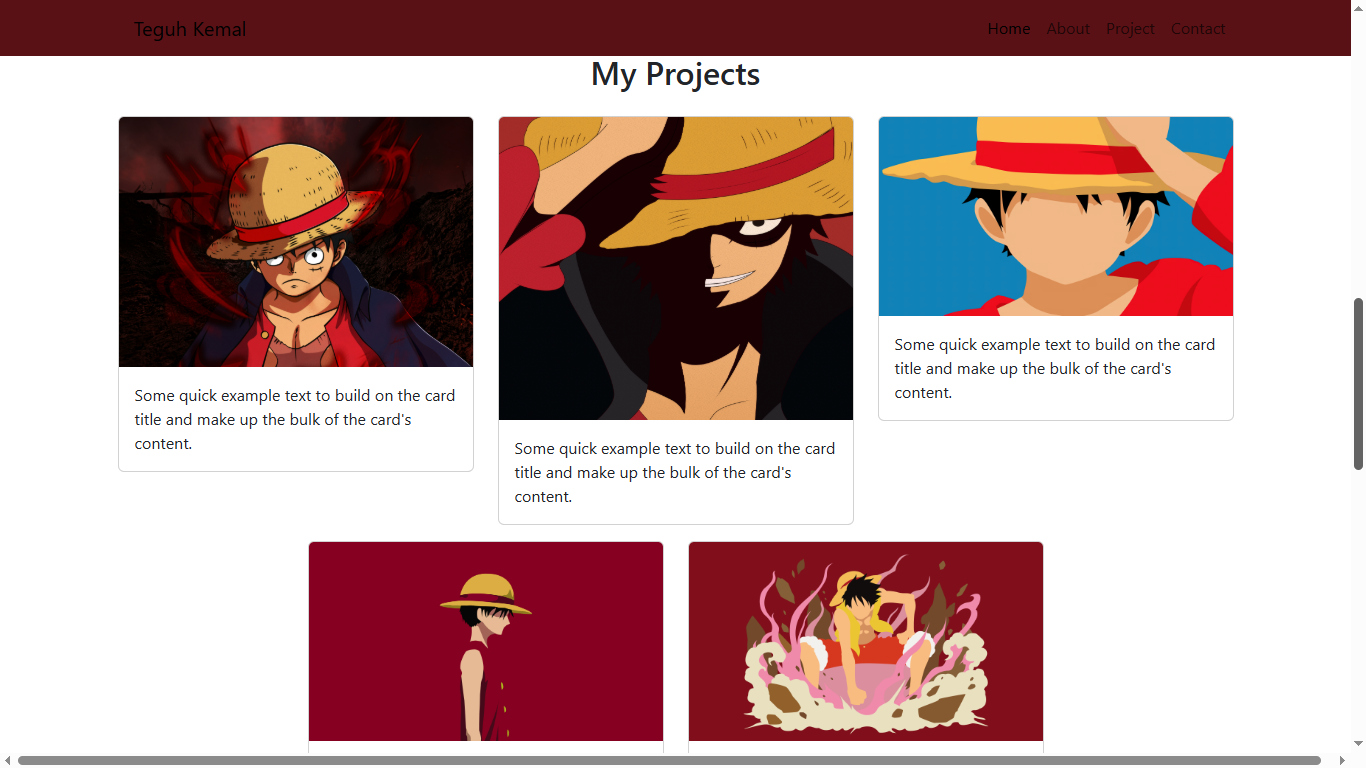 Teguh Kemal
Home About Project Contact
My Projects
Some quick example text to build on the card
title and make up the bulk of the card's
content.
Some quick example text to build on the card
title and make up the bulk of the card's
content.
Some quick example text to build on the card
title and make up the bulk of the card's
content.